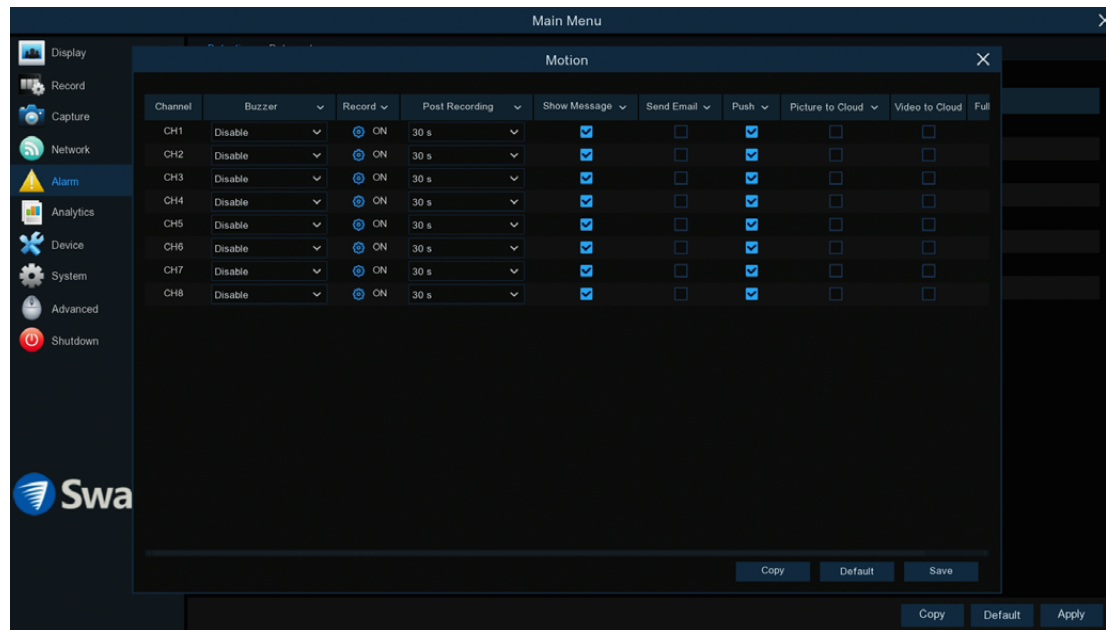 Main Menu
Display
Record
Capture
Network
Alarm
Analytics
Device
System
Advanced
Shutdown
Swa
Motion
Channel Buzzer Record Post Recording Show Message Send Email Push Picture to Cloud Video to Cloud Full
CH1 Disable ON 30 s
CH2 Disable ON 30 s
CH3 Disable ON 30 s
CH4 Disable ON 30 s
CH5 Disable ON 30 s
CH6 Disable ON 30 s
CH7 Disable ON 30 s
CH8 Disable ON 30 s
Copy Default Save
Copy Default Apply